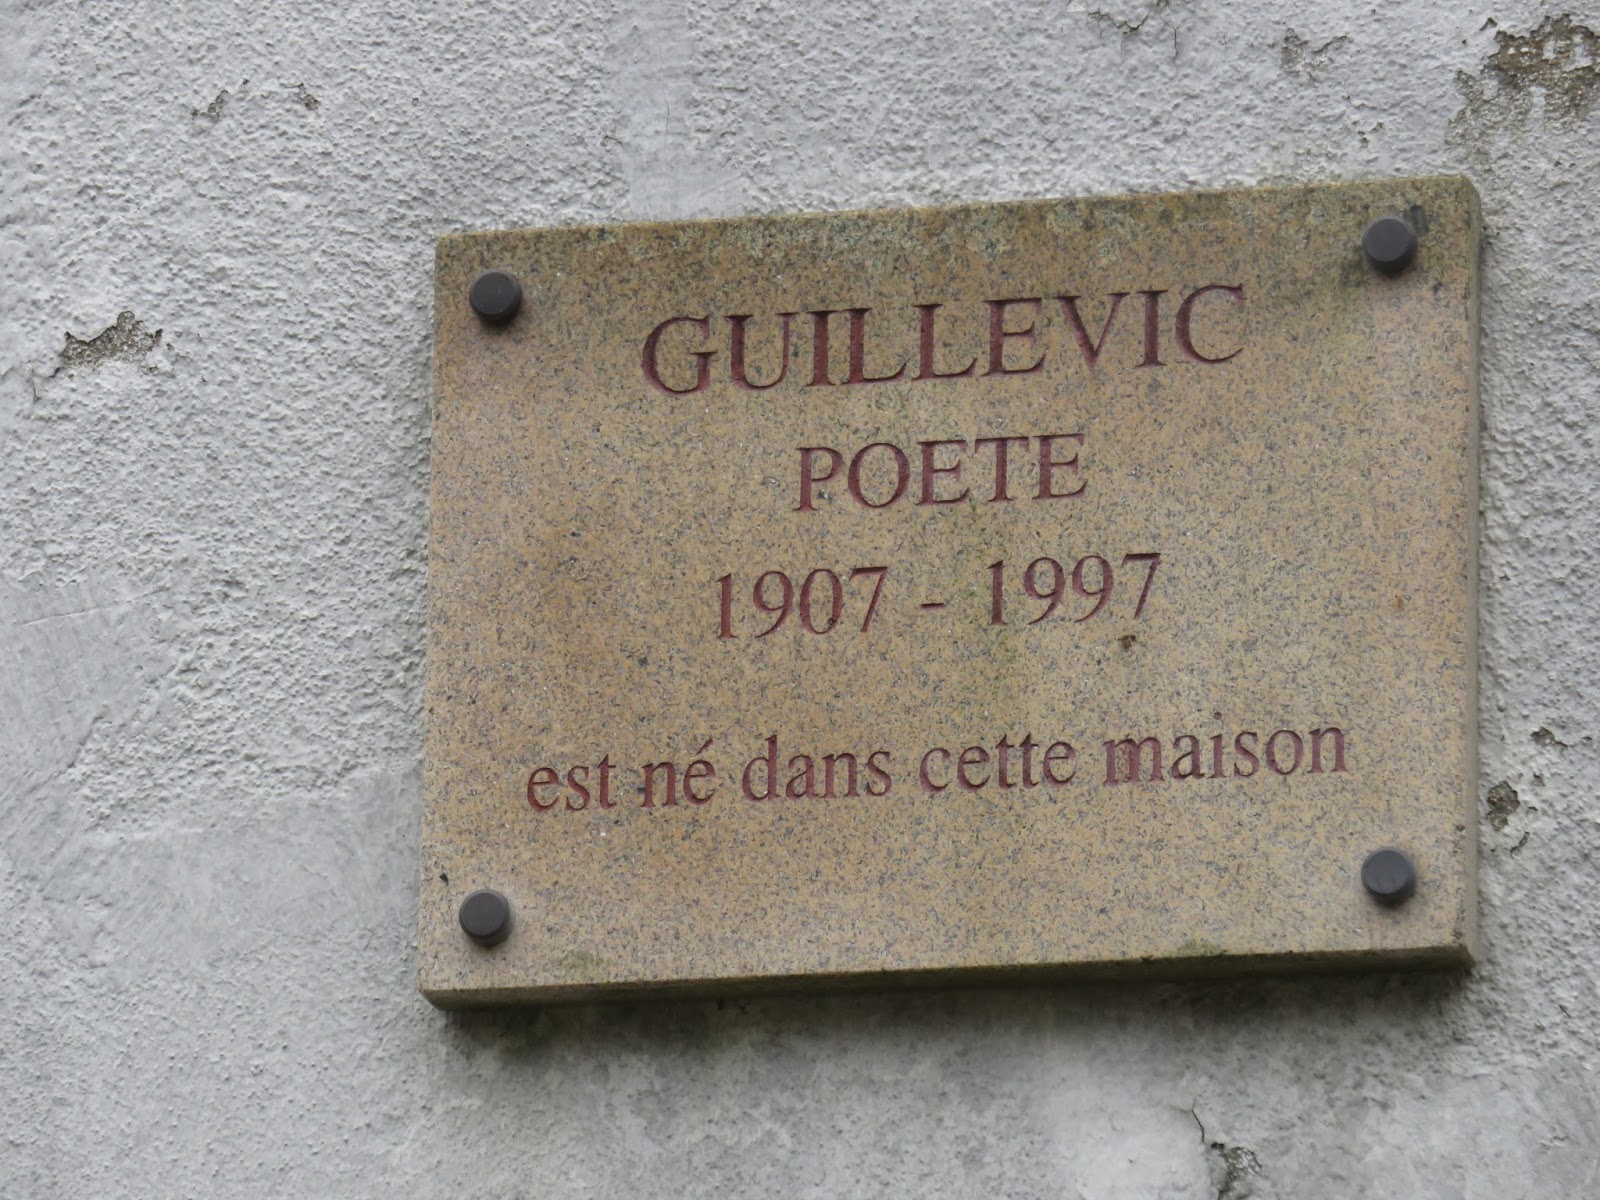 GUILLEVIC
POETE
1907 - 1997
est né dans cette maison